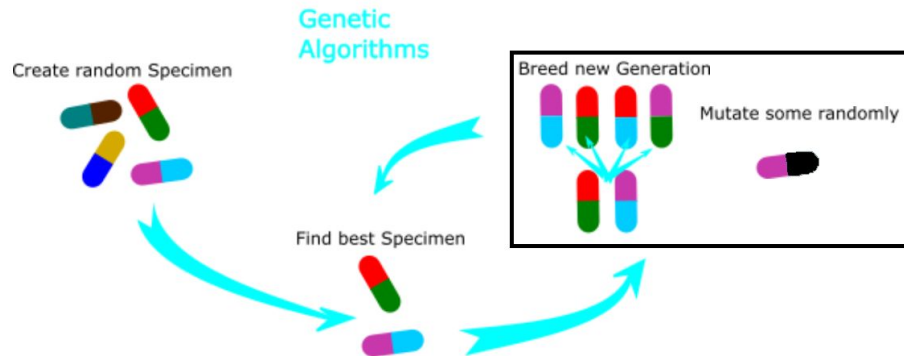 Genetic
Algorithms
Create random Specimen
Breed new Generation
Mutate some randomly
Find best Specimen